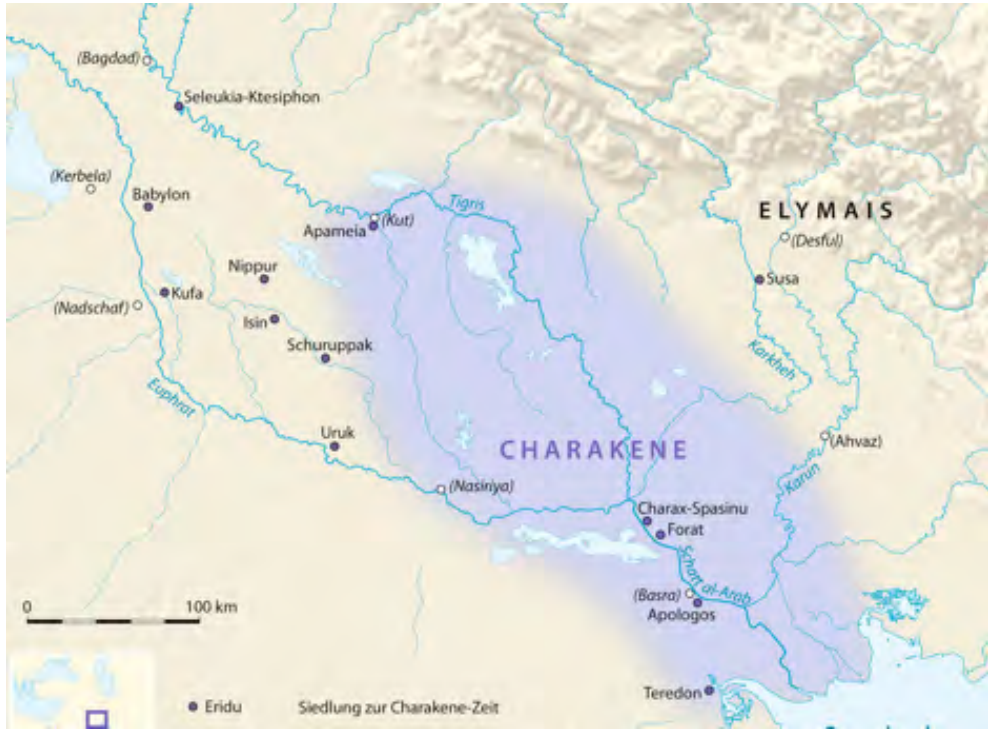 (Bagdad)
Seleukia-Ktesiphon
(Kerbela)
Babylon
Tigris
ELYMAIS
(Kut)
Apameia
(Desful)
Nippur
Susa
Kufa
(Nadschaf)
Isin
Schuruppak
Karkheh
Euphrat
Uruk
CHARAKENE
(Ahvaz)
Karun
(Nasiriya)
Charax-Spasinu
Forat
Schatt al-Arab
(Basra)
Apologos
0 100 km
Teredon
Eridu Siedlung zur Charakene-Zeit